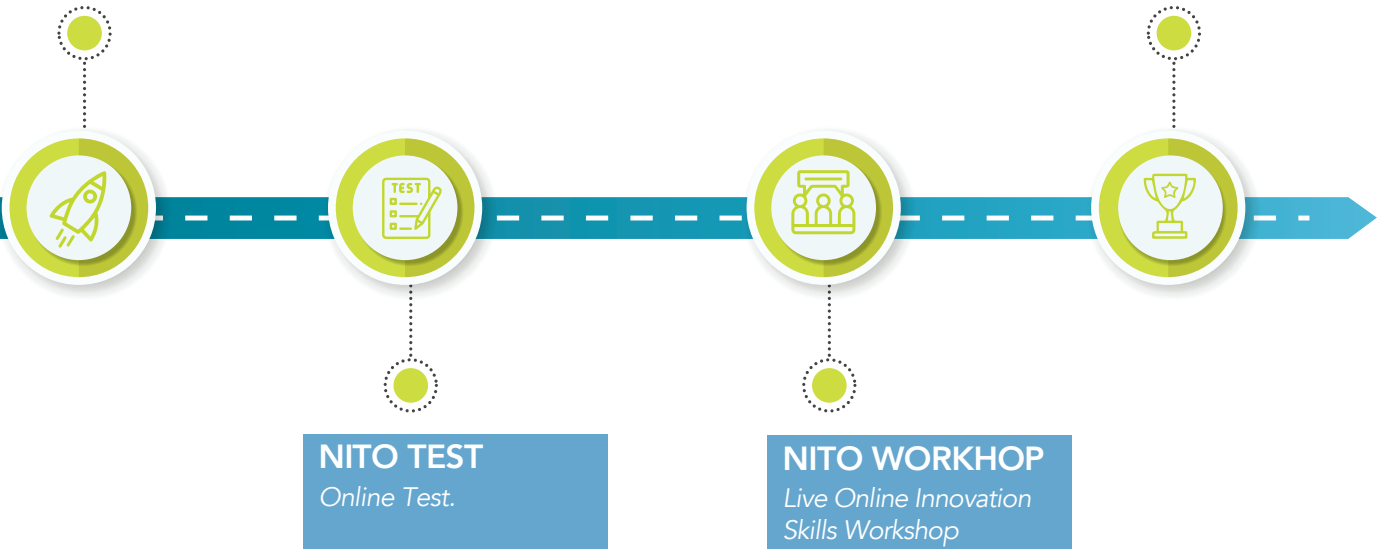 TEST
NITO TEST
Online Test.
NITO WORKHOP
Live Online Innovation
Skills Workshop